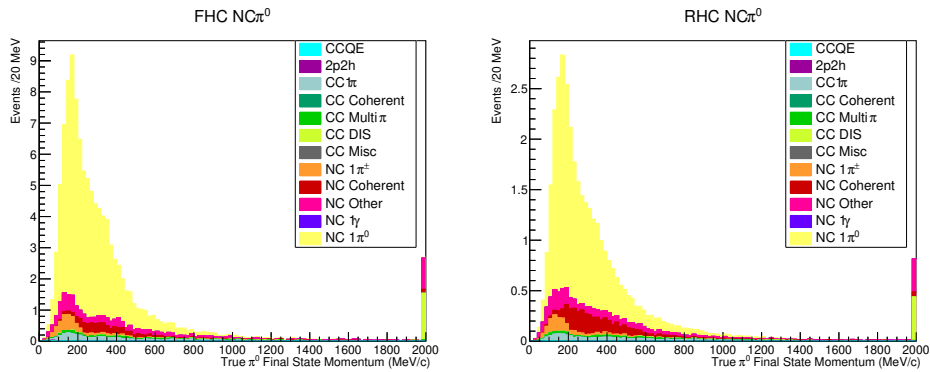 FHC NCπ⁰
Events /20 MeV
9
8
7
6
5
4
3
2
1
0
0 200 400 600 800 1000 1200 1400 1600 1800 2000
True π⁰ Final State Momentum (MeV/c)
CCQE
2p2h
CC1π
CC Coherent
CC Multi π
CC DIS
CC Misc
NC 1π±
NC Coherent
NC Other
NC 1γ
NC 1π⁰
RHC NCπ⁰
Events /20 MeV
2.5
2
1.5
1
0.5
0
0 200 400 600 800 1000 1200 1400 1600 1800 2000
True π⁰ Final State Momentum (MeV/c)
CCQE
2p2h
CC1π
CC Coherent
CC Multi π
CC DIS
CC Misc
NC 1π±
NC Coherent
NC Other
NC 1γ
NC 1π⁰